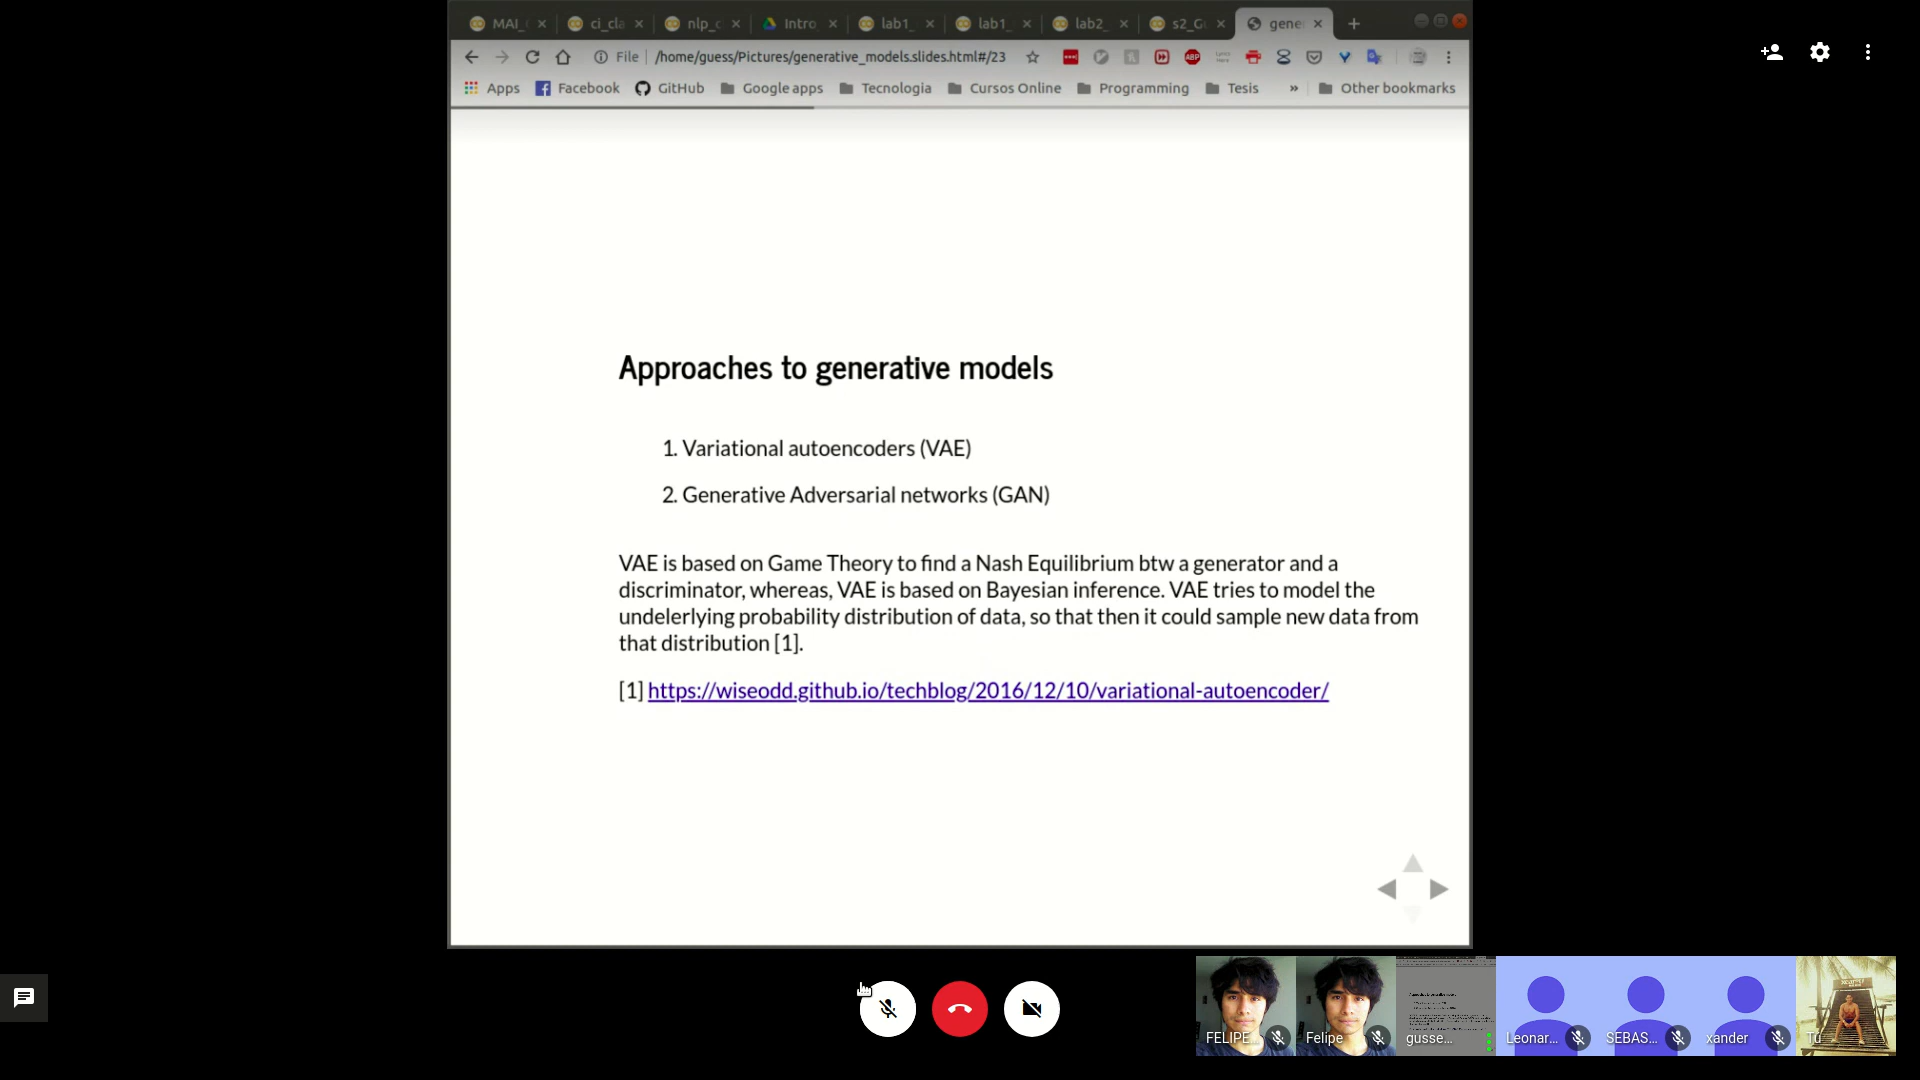 MAI_
ci_cla
nlp_c
Intro
lab1_
lab1_
lab2_
s2_G
gene
File
/home/guess/Pictures/generative_models.slides.html#/23
ABP
Apps
Facebook
GitHub
Google apps
Tecnologia
Cursos Online
Programming
Tesis
»
Other bookmarks
Approaches to generative models
1. Variational autoencoders (VAE)
2. Generative Adversarial networks (GAN)
VAE is based on Game Theory to find a Nash Equilibrium btw a generator and a
discriminator, whereas, VAE is based on Bayesian inference. VAE tries to model the
undelerlying probability distribution of data, so that then it could sample new data from
that distribution [1].
[1] https://wiseodd.github.io/techblog/2016/12/10/variational-autoencoder/
FELIPE...
Felipe
gusse...
Leonar...
SEBAS...
xander
Tú